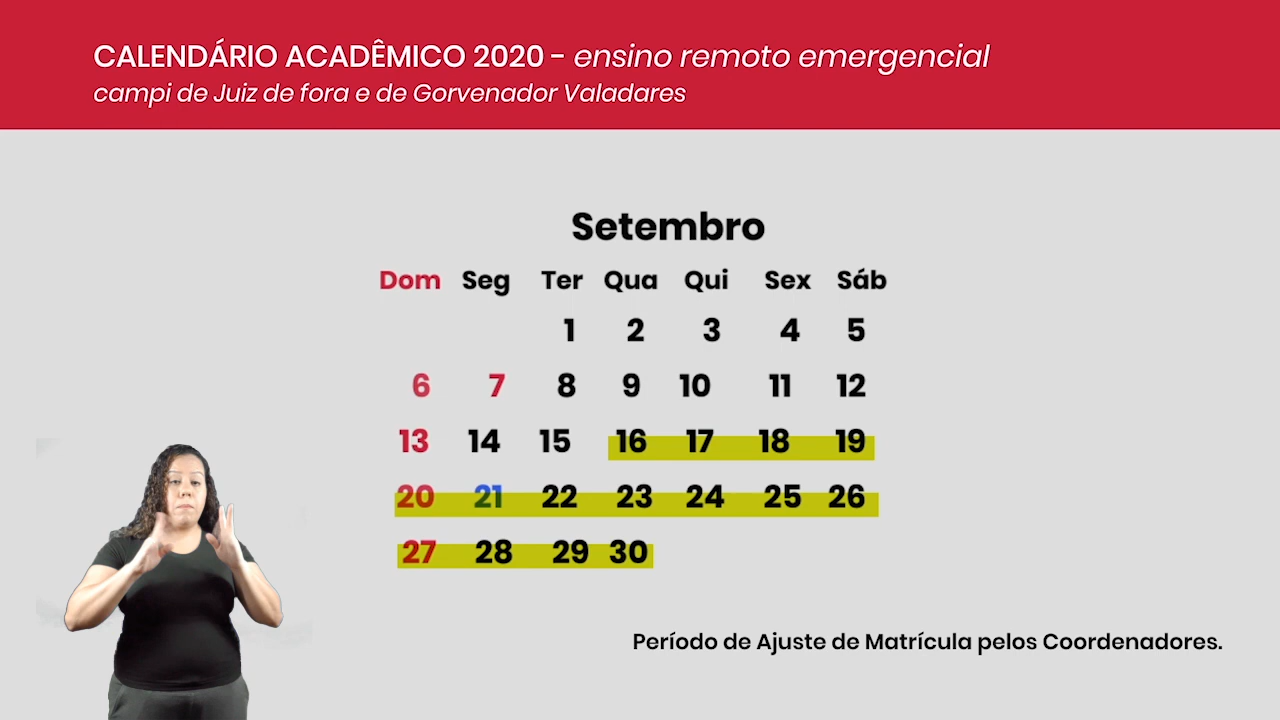 CALENDÁRIO ACADÊMICO 2020 - ensino remoto emergencial
campi de Juiz de fora e de Gorvenador Valadares
Setembro
Dom Seg Ter Qua Qui Sex Sáb
1 2 3 4 5
6 7 8 9 10 11 12
13 14 15 16 17 18 19
20 21 22 23 24 25 26
27 28 29 30
Período de Ajuste de Matrícula pelos Coordenadores.